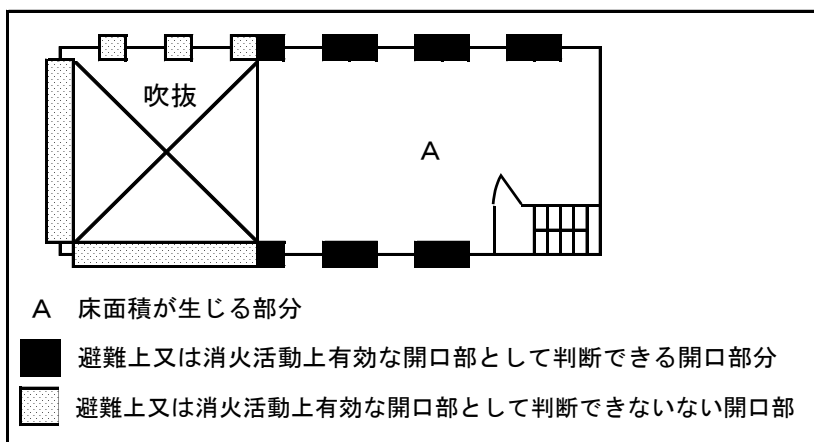 吹抜
A
A 床面積が生じる部分
避難上又は消火活動上有効な開口部として判断できる開口部分
避難上又は消火活動上有効な開口部として判断できないない開口部